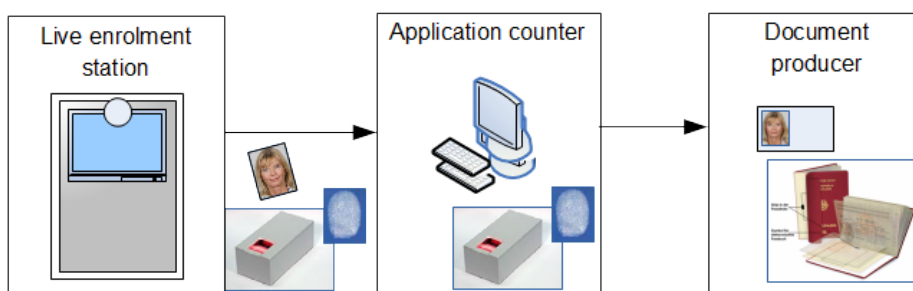 Live enrolment
station
Application counter
Document
producer